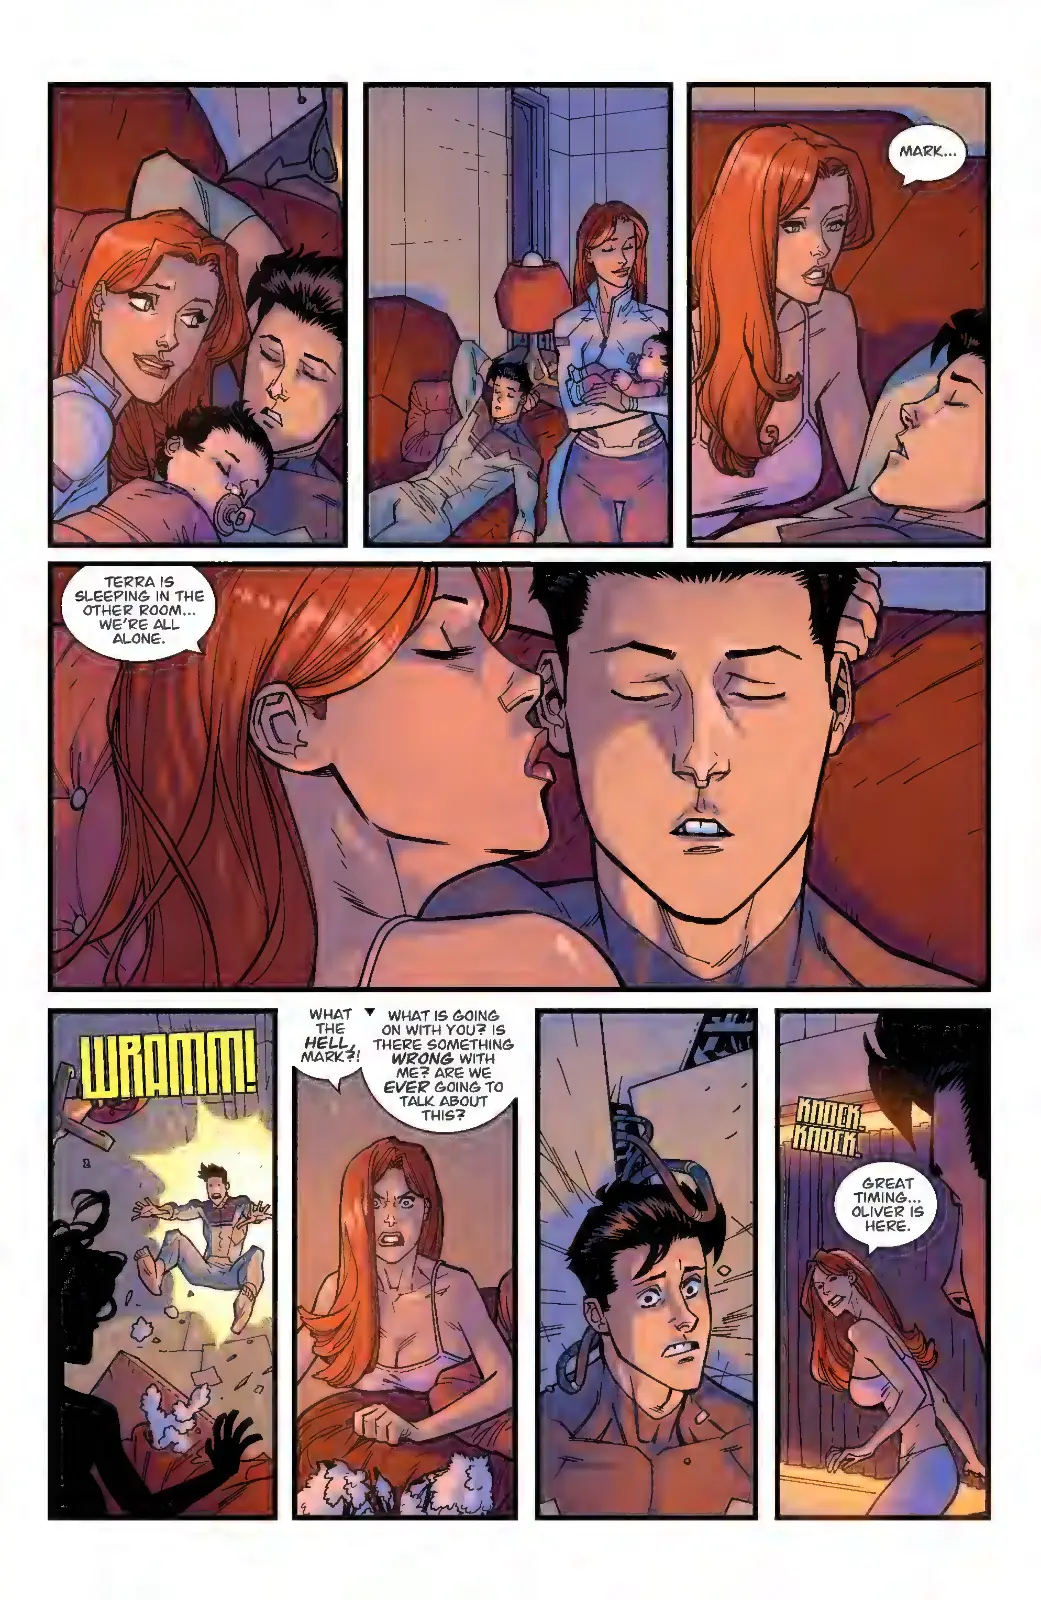 MARK...
TERRA IS
SLEEPING IN THE
OTHER ROOM...
WE'RE ALL
ALONE.
WRAMM!
WHAT
THE
HELL,
MARK?!
WHAT IS GOING
ON WITH YOU? IS
THERE SOMETHING
WRONG WITH
ME? ARE WE
EVER GOING TO
TALK ABOUT
THIS?
KNOCK.
KNOCK.
GREAT
TIMING...
OLIVER IS
HERE.